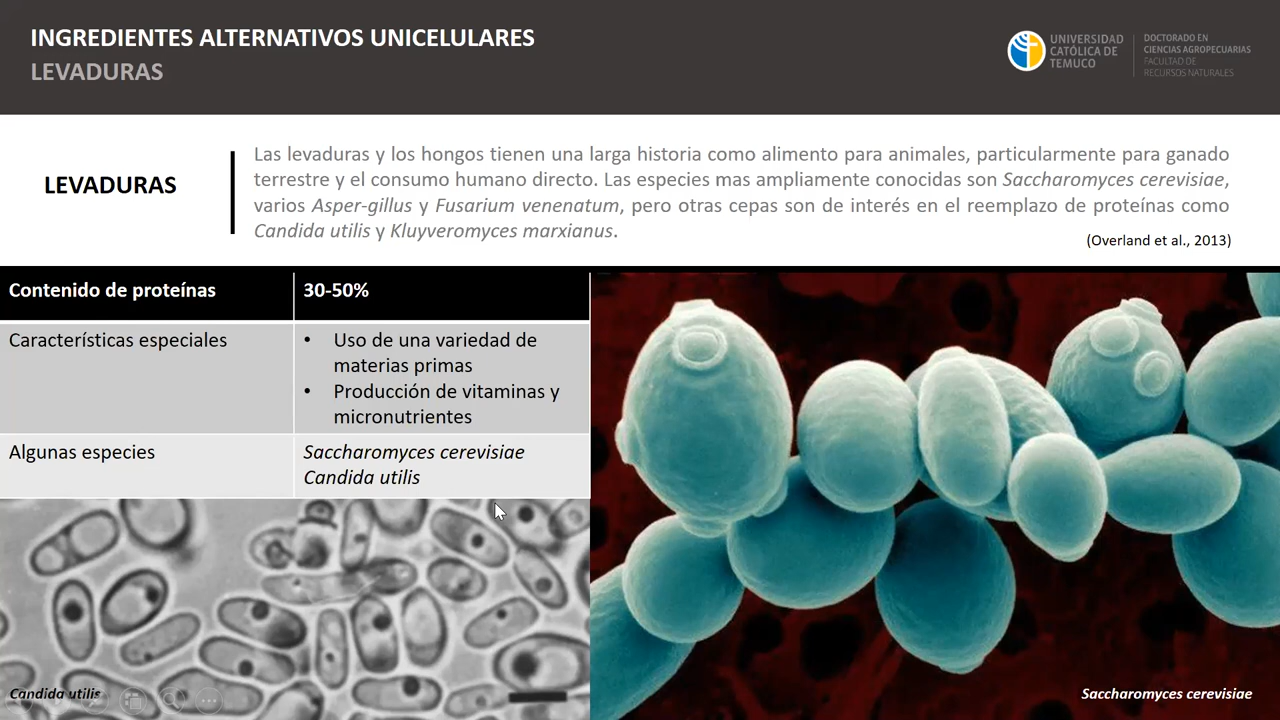 INGREDIENTES ALTERNATIVOS UNICELULARES
LEVADURAS
UNIVERSIDAD
CATÓLICA DE
TEMUCO
DOCTORADO EN
CIENCIAS AGROPECUARIAS
FACULTAD DE
RECURSOS NATURALES
LEVADURAS
Las levaduras y los hongos tienen una larga historia como alimento para animales, particularmente para ganado
terrestre y el consumo humano directo. Las especies mas ampliamente conocidas son Saccharomyces cerevisiae,
varios Asper-gillus y Fusarium venenatum, pero otras cepas son de interés en el reemplazo de proteínas como
Candida utilis y Kluyveromyces marxianus.
(Overland et al., 2013)
Contenido de proteínas 30-50%
Características especiales
• Uso de una variedad de
materias primas
• Producción de vitaminas y
micronutrientes
Algunas especies
Saccharomyces cerevisiae
Candida utilis
Candida utilis
Saccharomyces cerevisiae